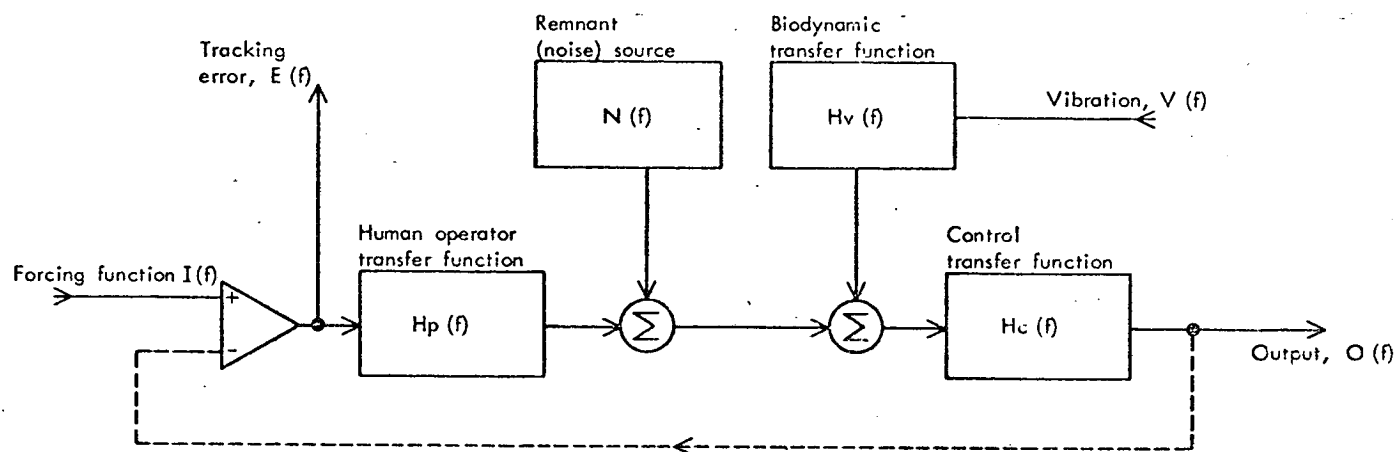 Remnant
(noise) source
Biodynamic
transfer function
Tracking
error, E (f)
N (f)
Hv (f)
Vibration, V (f)
Human operator
transfer function
Control
transfer function
Forcing function I (f)
+
-
Hp (f)
Σ
Σ
Hc (f)
Output, O (f)